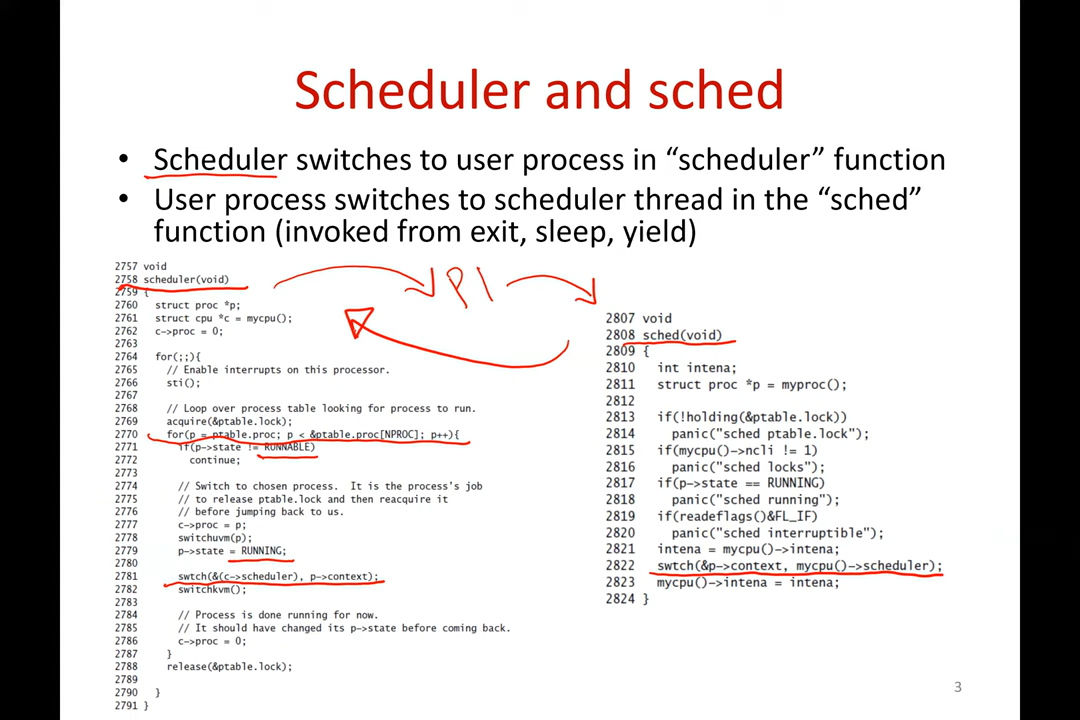 Scheduler and sched
• Scheduler switches to user process in “scheduler” function
• User process switches to scheduler thread in the “sched”
function (invoked from exit, sleep, yield)
2757 void
2758 scheduler(void)
2759 {
2760 struct proc *p;
2761 struct cpu *c = mycpu();
2762 c->proc = 0;
2763
2764 for(;;){
2765 // Enable interrupts on this processor.
2766 sti();
2767
2768 // Loop over process table looking for process to run.
2769 acquire(&ptable.lock);
2770 for(p = ptable.proc; p < &ptable.proc[NPROC]; p++){
2771 if(p->state != RUNNABLE)
2772 continue;
2773
2774 // Switch to chosen process. It is the process's job
2775 // to release ptable.lock and then reacquire it
2776 // before jumping back to us.
2777 c->proc = p;
2778 switchuvm(p);
2779 p->state = RUNNING;
2780
2781 swtch(&(c->scheduler), p->context);
2782 switchkvm();
2783
2784 // Process is done running for now.
2785 // It should have changed its p->state before coming back.
2786 c->proc = 0;
2787 }
2788 release(&ptable.lock);
2789
2790 }
2791 }
P1
2807 void
2808 sched(void)
2809 {
2810 int intena;
2811 struct proc *p = myproc();
2812
2813 if(!holding(&ptable.lock))
2814 panic("sched ptable.lock");
2815 if(mycpu()->ncli != 1)
2816 panic("sched locks");
2817 if(p->state == RUNNING)
2818 panic("sched running");
2819 if(readeflags()&FL_IF)
2820 panic("sched interruptible");
2821 intena = mycpu()->intena;
2822 swtch(&p->context, mycpu()->scheduler);
2823 mycpu()->intena = intena;
2824 }
3